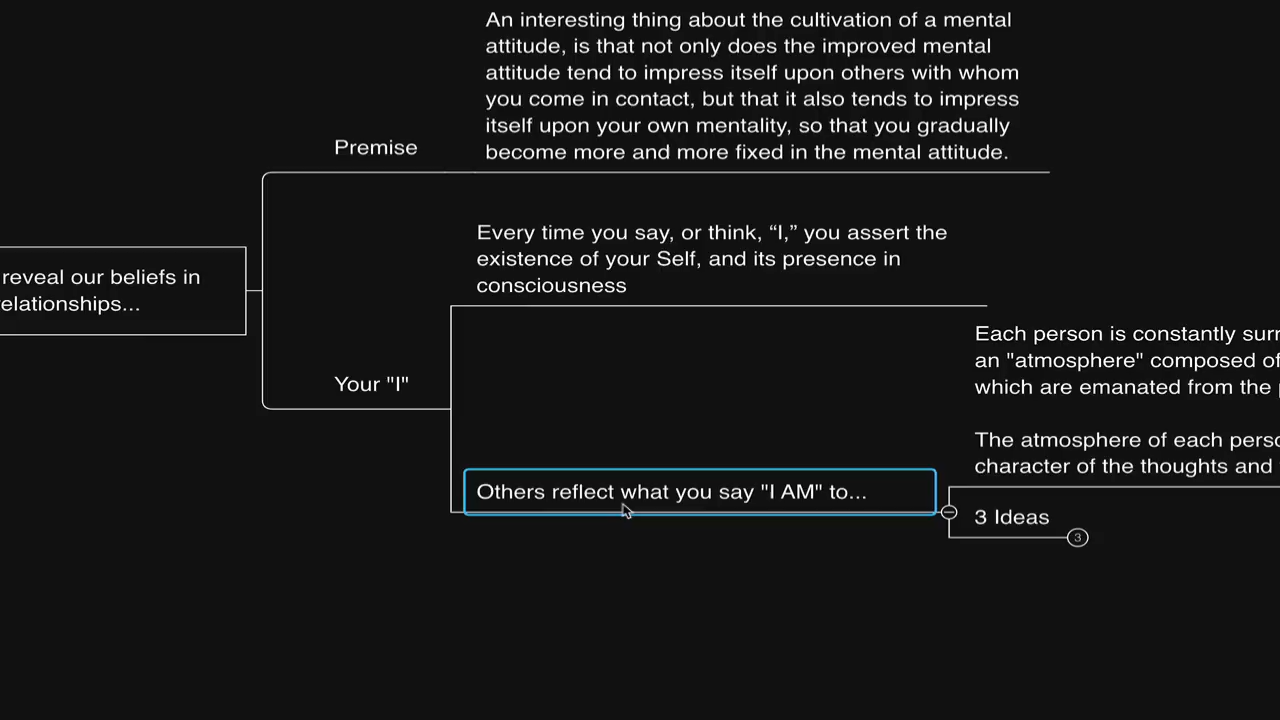 An interesting thing about the cultivation of a mental
attitude, is that not only does the improved mental
attitude tend to impress itself upon others with whom
you come in contact, but that it also tends to impress
itself upon your own mentality, so that you gradually
become more and more fixed in the mental attitude.
Premise
Every time you say, or think, “I,” you assert the
existence of your Self, and its presence in
consciousness
reveal our beliefs in
elationships...
Your "I"
Each person is constantly surr
an "atmosphere" composed of
which are emanated from the
The atmosphere of each perso
character of the thoughts and
Others reflect what you say "I AM" to...
3 Ideas
3